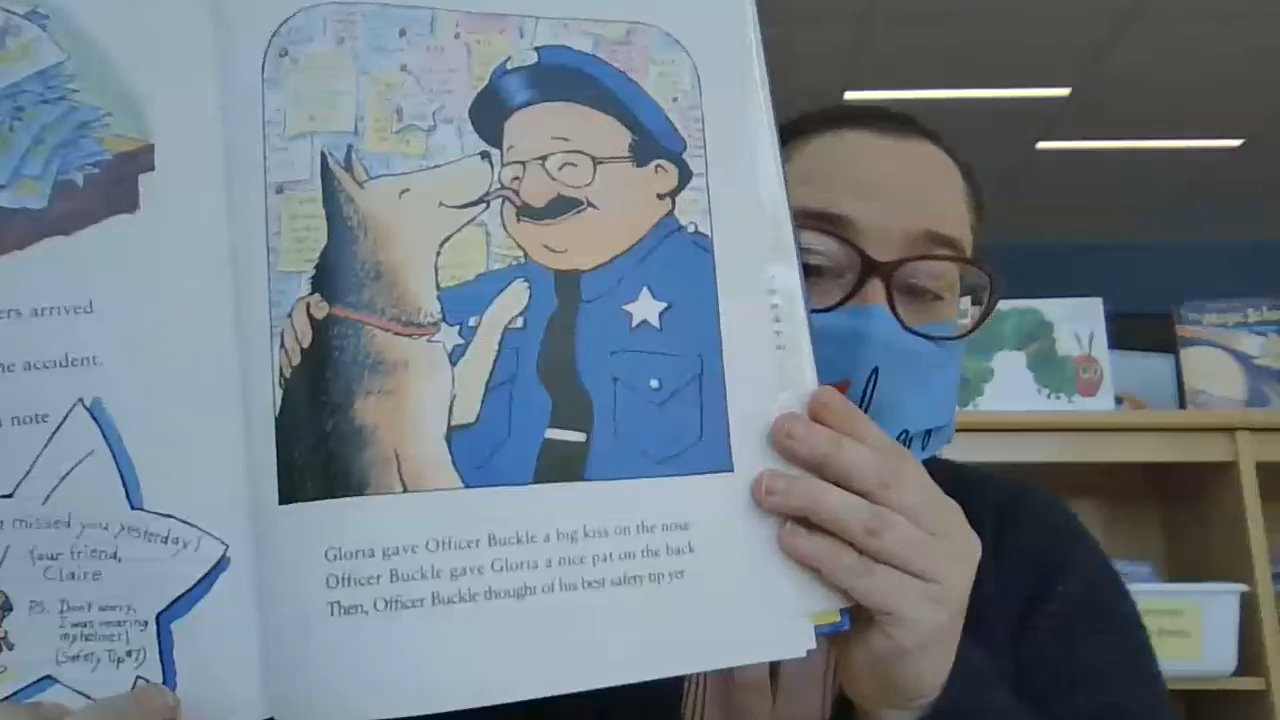 ers arrived
he accident.
note
missed you yesterday!
Your friend,
Claire
P.S. Don't worry,
I was wearing
my helmet!
(Safety Tip #7)
Gloria gave Officer Buckle a big kiss on the nose
Officer Buckle gave Gloria a nice pat on the back
Then, Officer Buckle thought of his best safety tip yet